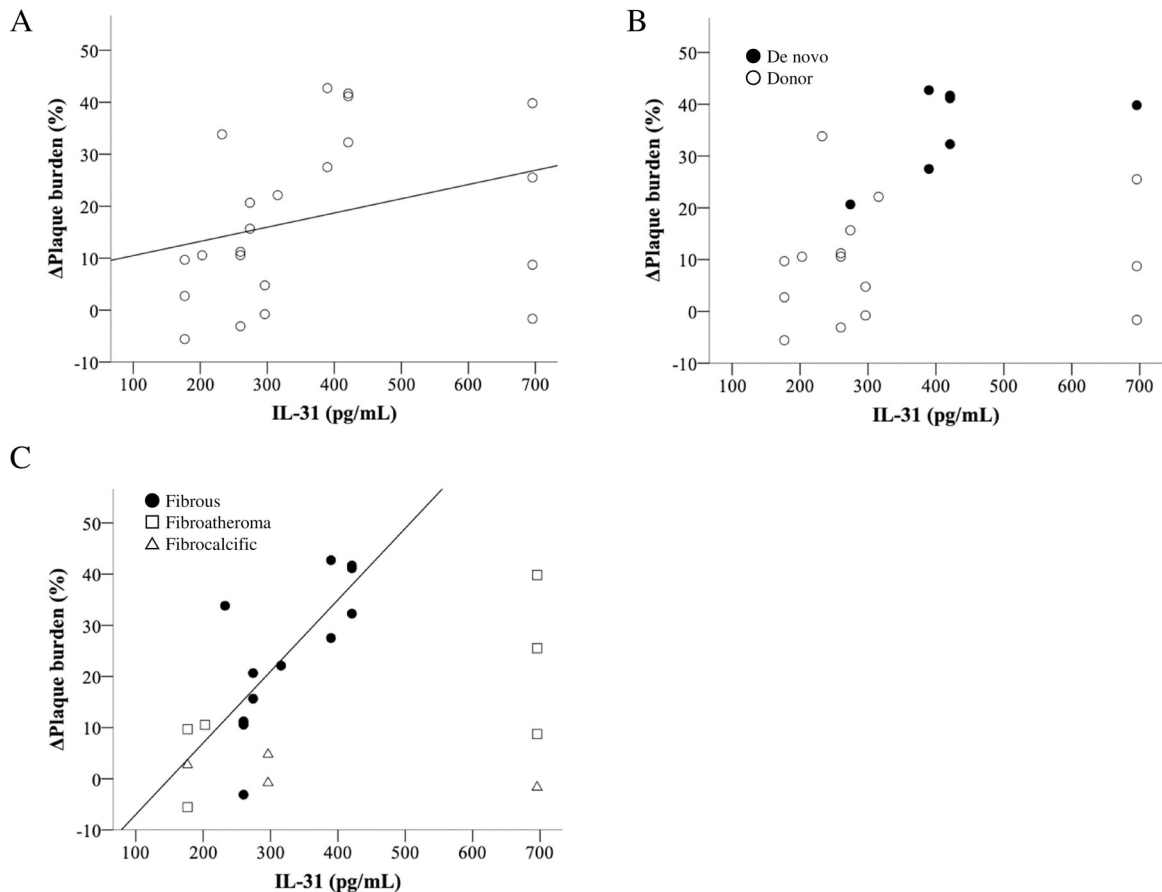 A
50
40
30
20
10
0
-10
ΔPlaque burden (%)
100 200 300 400 500 600 700
IL-31 (pg/mL)
B
De novo
Donor
50
40
30
20
10
0
-10
ΔPlaque burden (%)
100 200 300 400 500 600 700
IL-31 (pg/mL)
C
Fibrous
Fibroatheroma
Fibrocalcific
50
40
30
20
10
0
-10
ΔPlaque burden (%)
100 200 300 400 500 600 700
IL-31 (pg/mL)